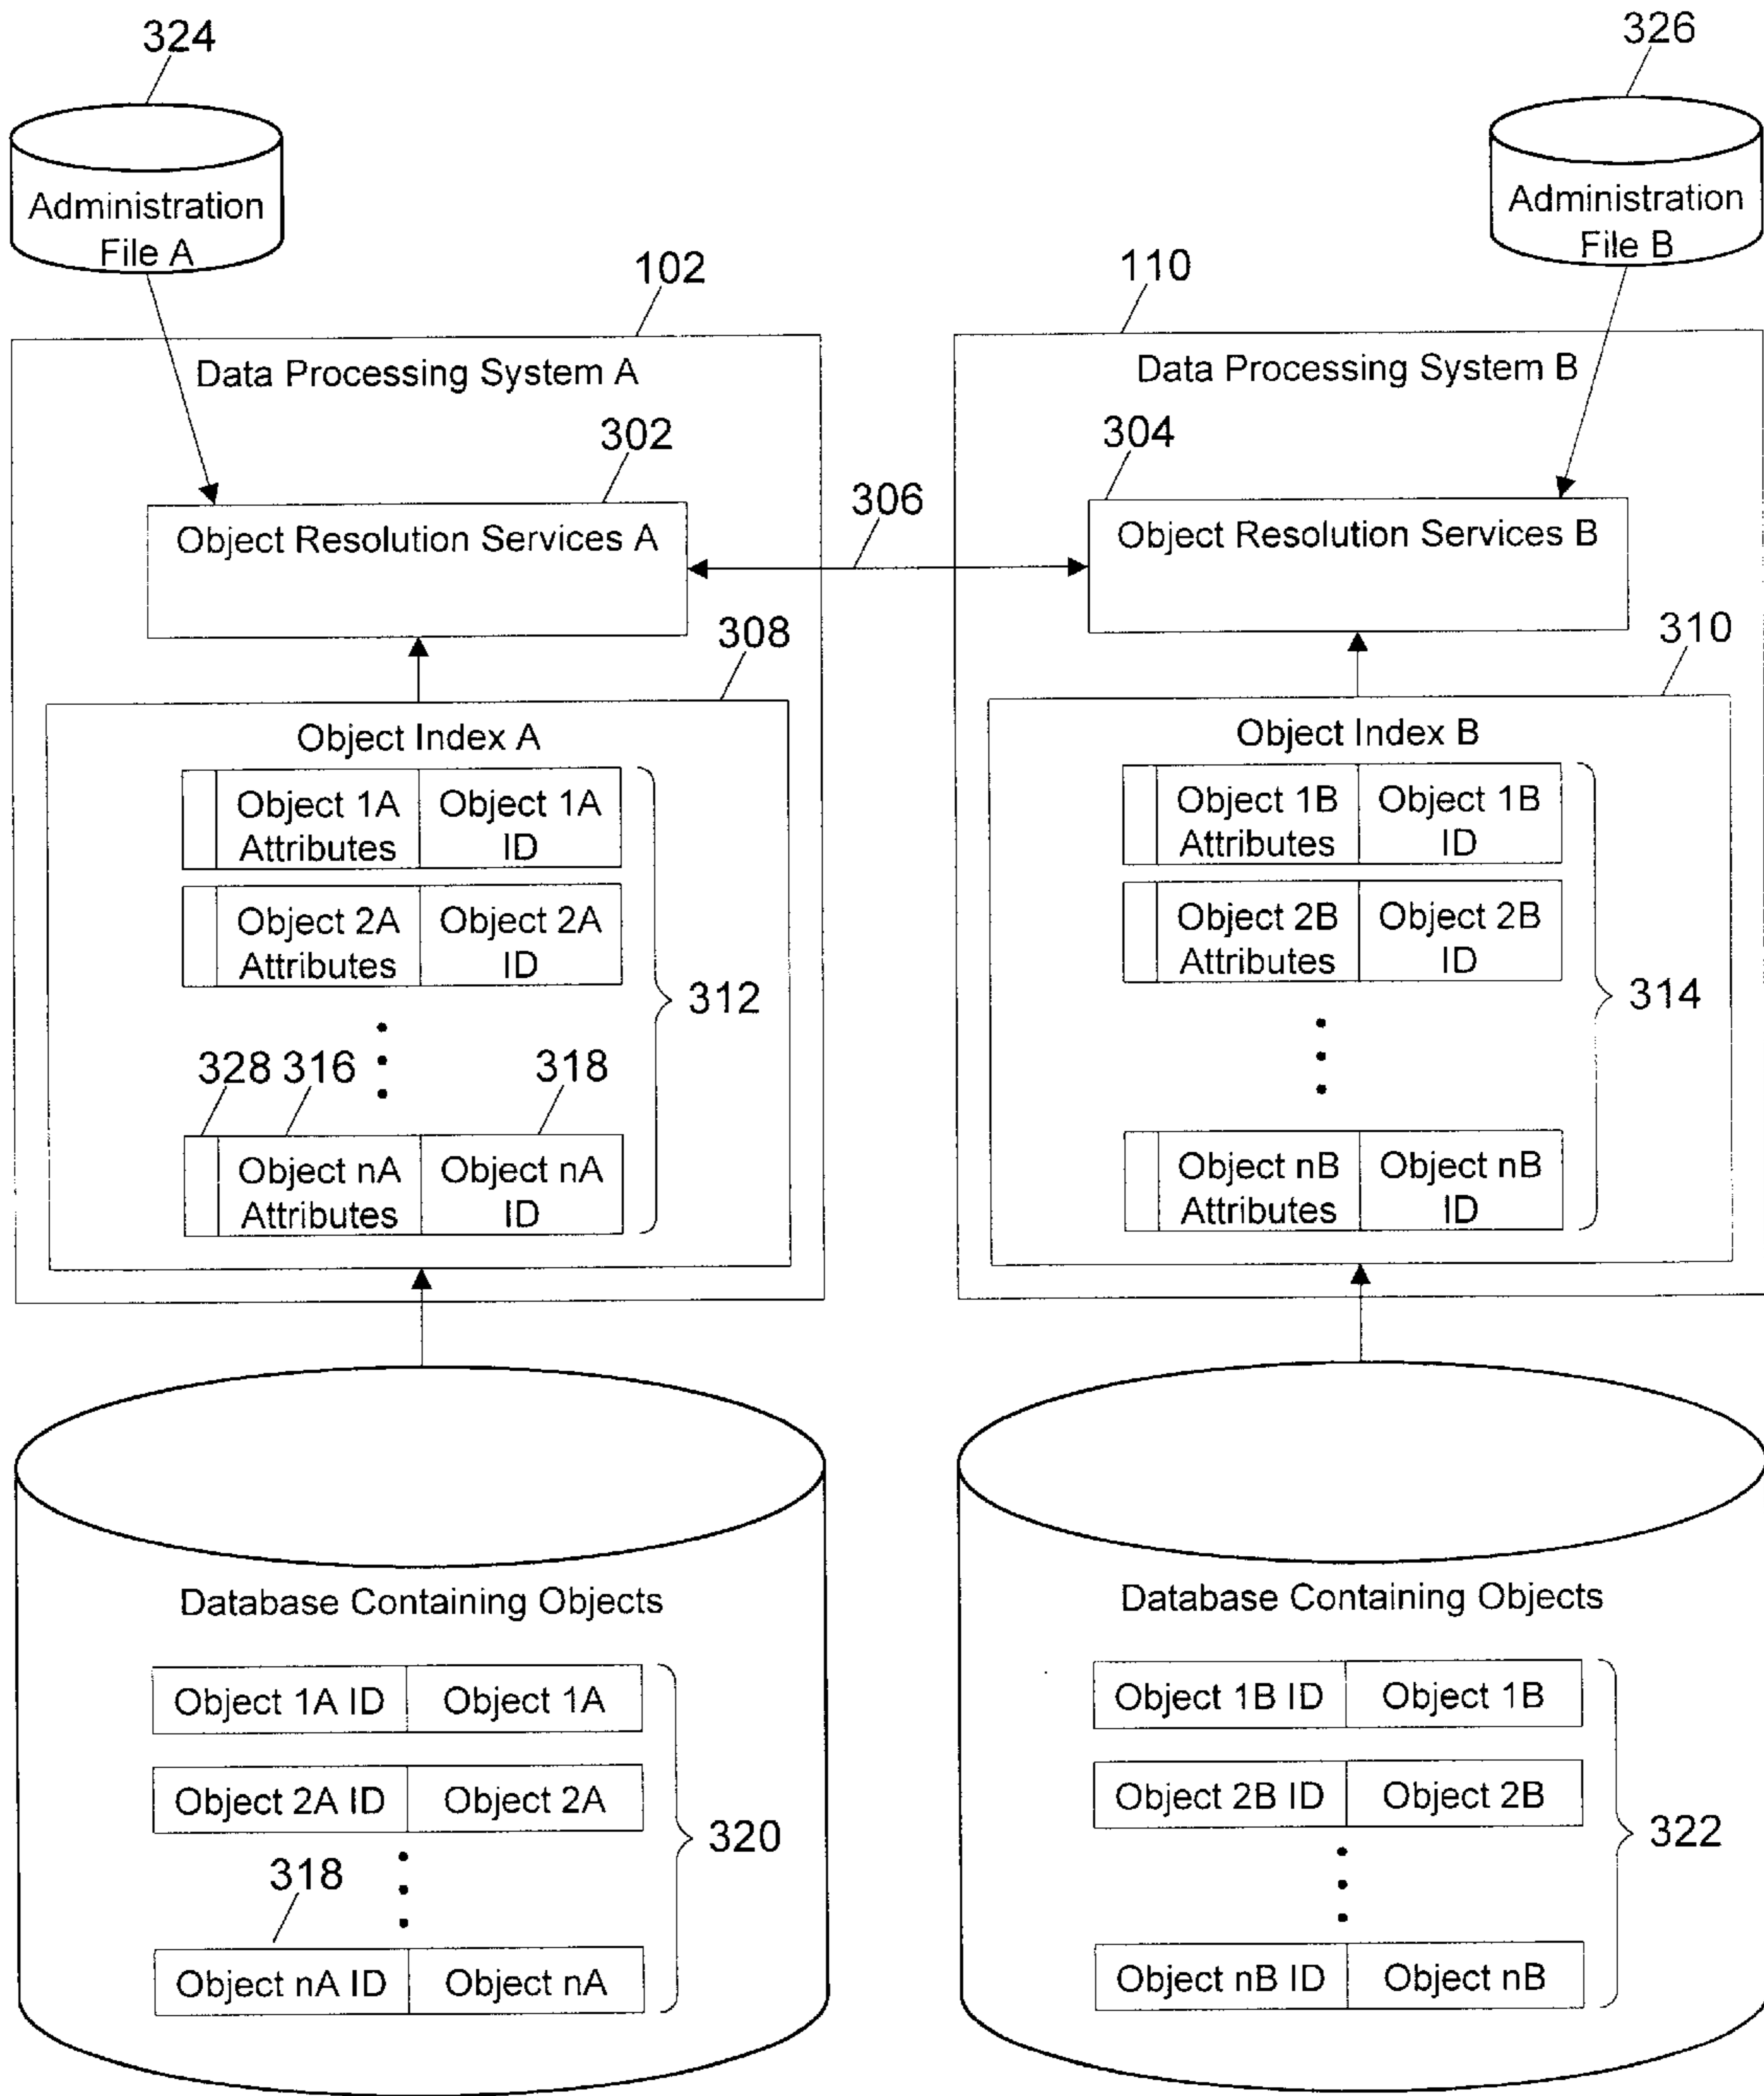 324
326
Administration
File A
Administration
File B
102
110
Data Processing System A
Data Processing System B
302
304
306
Object Resolution Services A
Object Resolution Services B
308
310
Object Index A
Object 1A
Attributes
Object 1A
ID
Object 2A
Attributes
Object 2A
ID
312
328
316
318
Object nA
Attributes
Object nA
ID
Object Index B
Object 1B
Attributes
Object 1B
ID
Object 2B
Attributes
Object 2B
ID
314
Object nB
Attributes
Object nB
ID
Database Containing Objects
Object 1A ID
Object 1A
Object 2A ID
Object 2A
320
318
Object nA ID
Object nA
Database Containing Objects
Object 1B ID
Object 1B
Object 2B ID
Object 2B
322
Object nB ID
Object nB